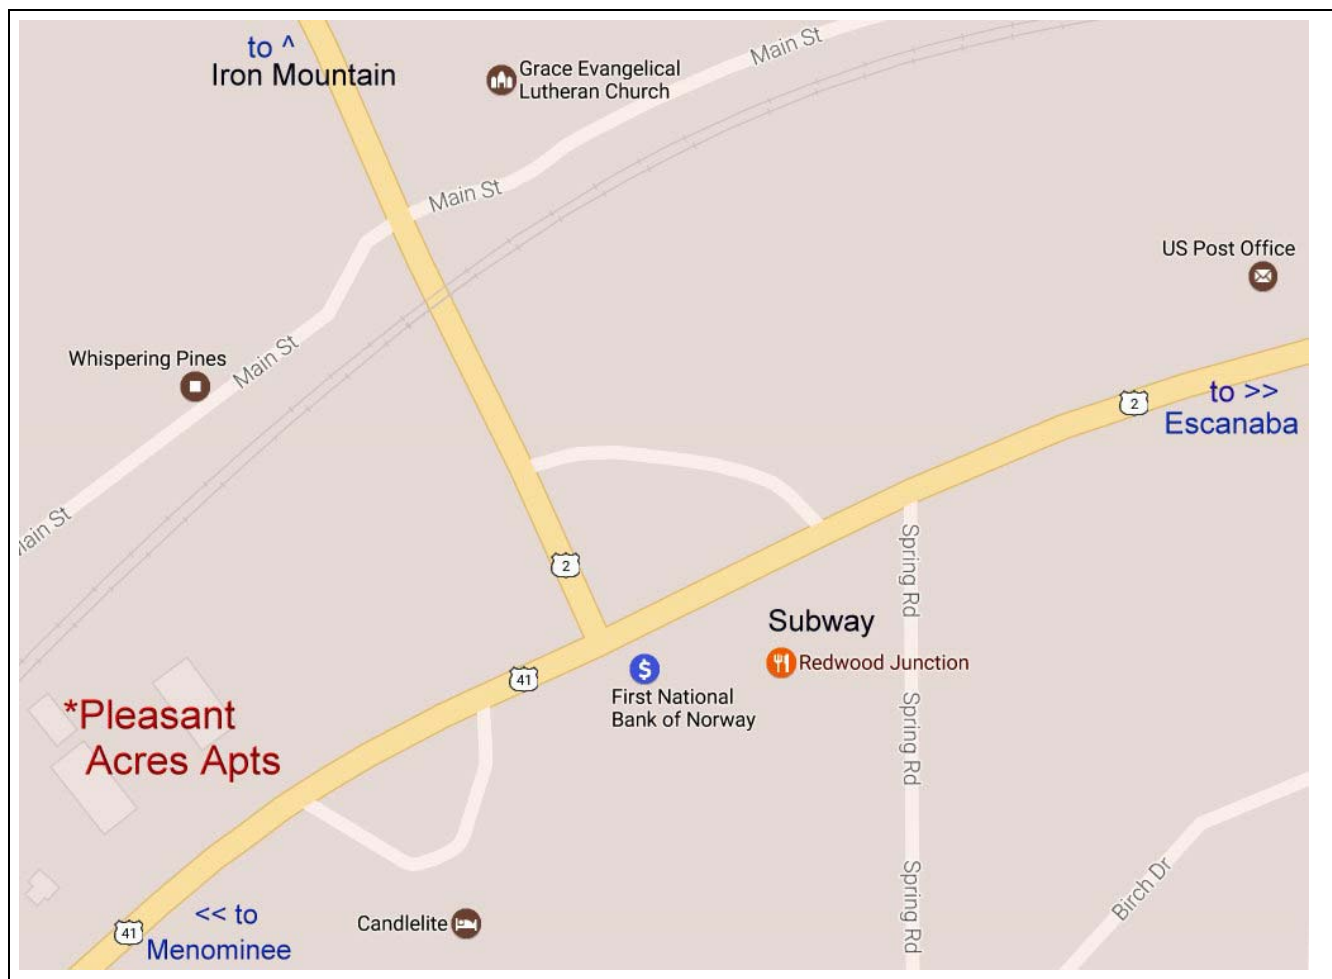 to ^
Iron Mountain
Grace Evangelical
Lutheran Church
Main St
Main St
US Post Office
Whispering Pines
Main St
2
to >>
Escanaba
Main St
Spring Rd
2
Subway
Redwood Junction
41
First National
Bank of Norway
*Pleasant
Acres Apts
Spring Rd
Birch Dr
Spring Rd
<< to
Menominee
41
Candlelite